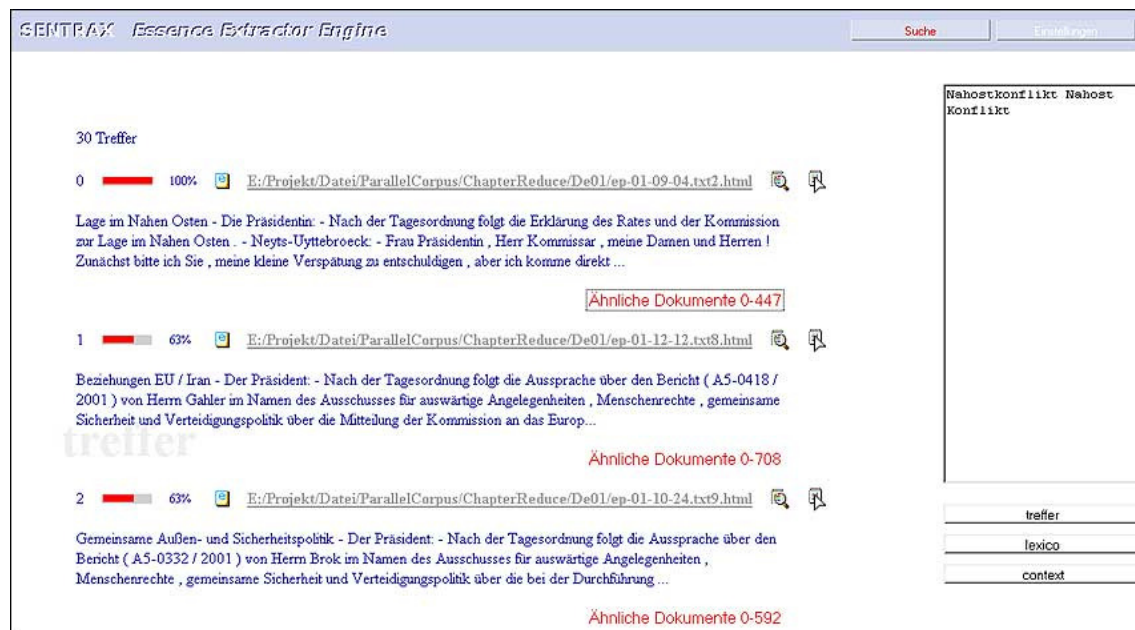 SENTRAX Essence Extractor Engine
Suche
Einstellungen
Nahostkonflikt Nahost
Konflikt
30 Treffer
0 100% E:/Projekt/Datei/ParallelCorpus/ChapterReduce/De01/ep-01-09-04.txt2.html
Lage im Nahen Osten - Die Präsidentin: - Nach der Tagesordnung folgt die Erklärung des Rates und der Kommission
zur Lage im Nahen Osten . - Neyts-Uyttebroeck: - Frau Präsidentin , Herr Kommissar , meine Damen und Herren !
Zunächst bitte ich Sie , meine kleine Verspätung zu entschuldigen , aber ich komme direkt ...
Ähnliche Dokumente 0-447
1 63% E:/Projekt/Datei/ParallelCorpus/ChapterReduce/De01/ep-01-12-12.txt8.html
Beziehungen EU / Iran - Der Präsident: - Nach der Tagesordnung folgt die Aussprache über den Bericht ( A5-0418 /
2001 ) von Herrn Gahler im Namen des Ausschusses für auswärtige Angelegenheiten , Menschenrechte , gemeinsame
Sicherheit und Verteidigungspolitik über die Mitteilung der Kommission an das Europ...
treffer
Ähnliche Dokumente 0-708
2 63% E:/Projekt/Datei/ParallelCorpus/ChapterReduce/De01/ep-01-10-24.txt9.html
Gemeinsame Außen- und Sicherheitspolitik - Der Präsident: - Nach der Tagesordnung folgt die Aussprache über den
Bericht ( A5-0332 / 2001 ) von Herrn Brok im Namen des Ausschusses für auswärtige Angelegenheiten ,
Menschenrechte , gemeinsame Sicherheit und Verteidigungspolitik über die bei der Durchführung ...
Ähnliche Dokumente 0-592
treffer
lexico
context